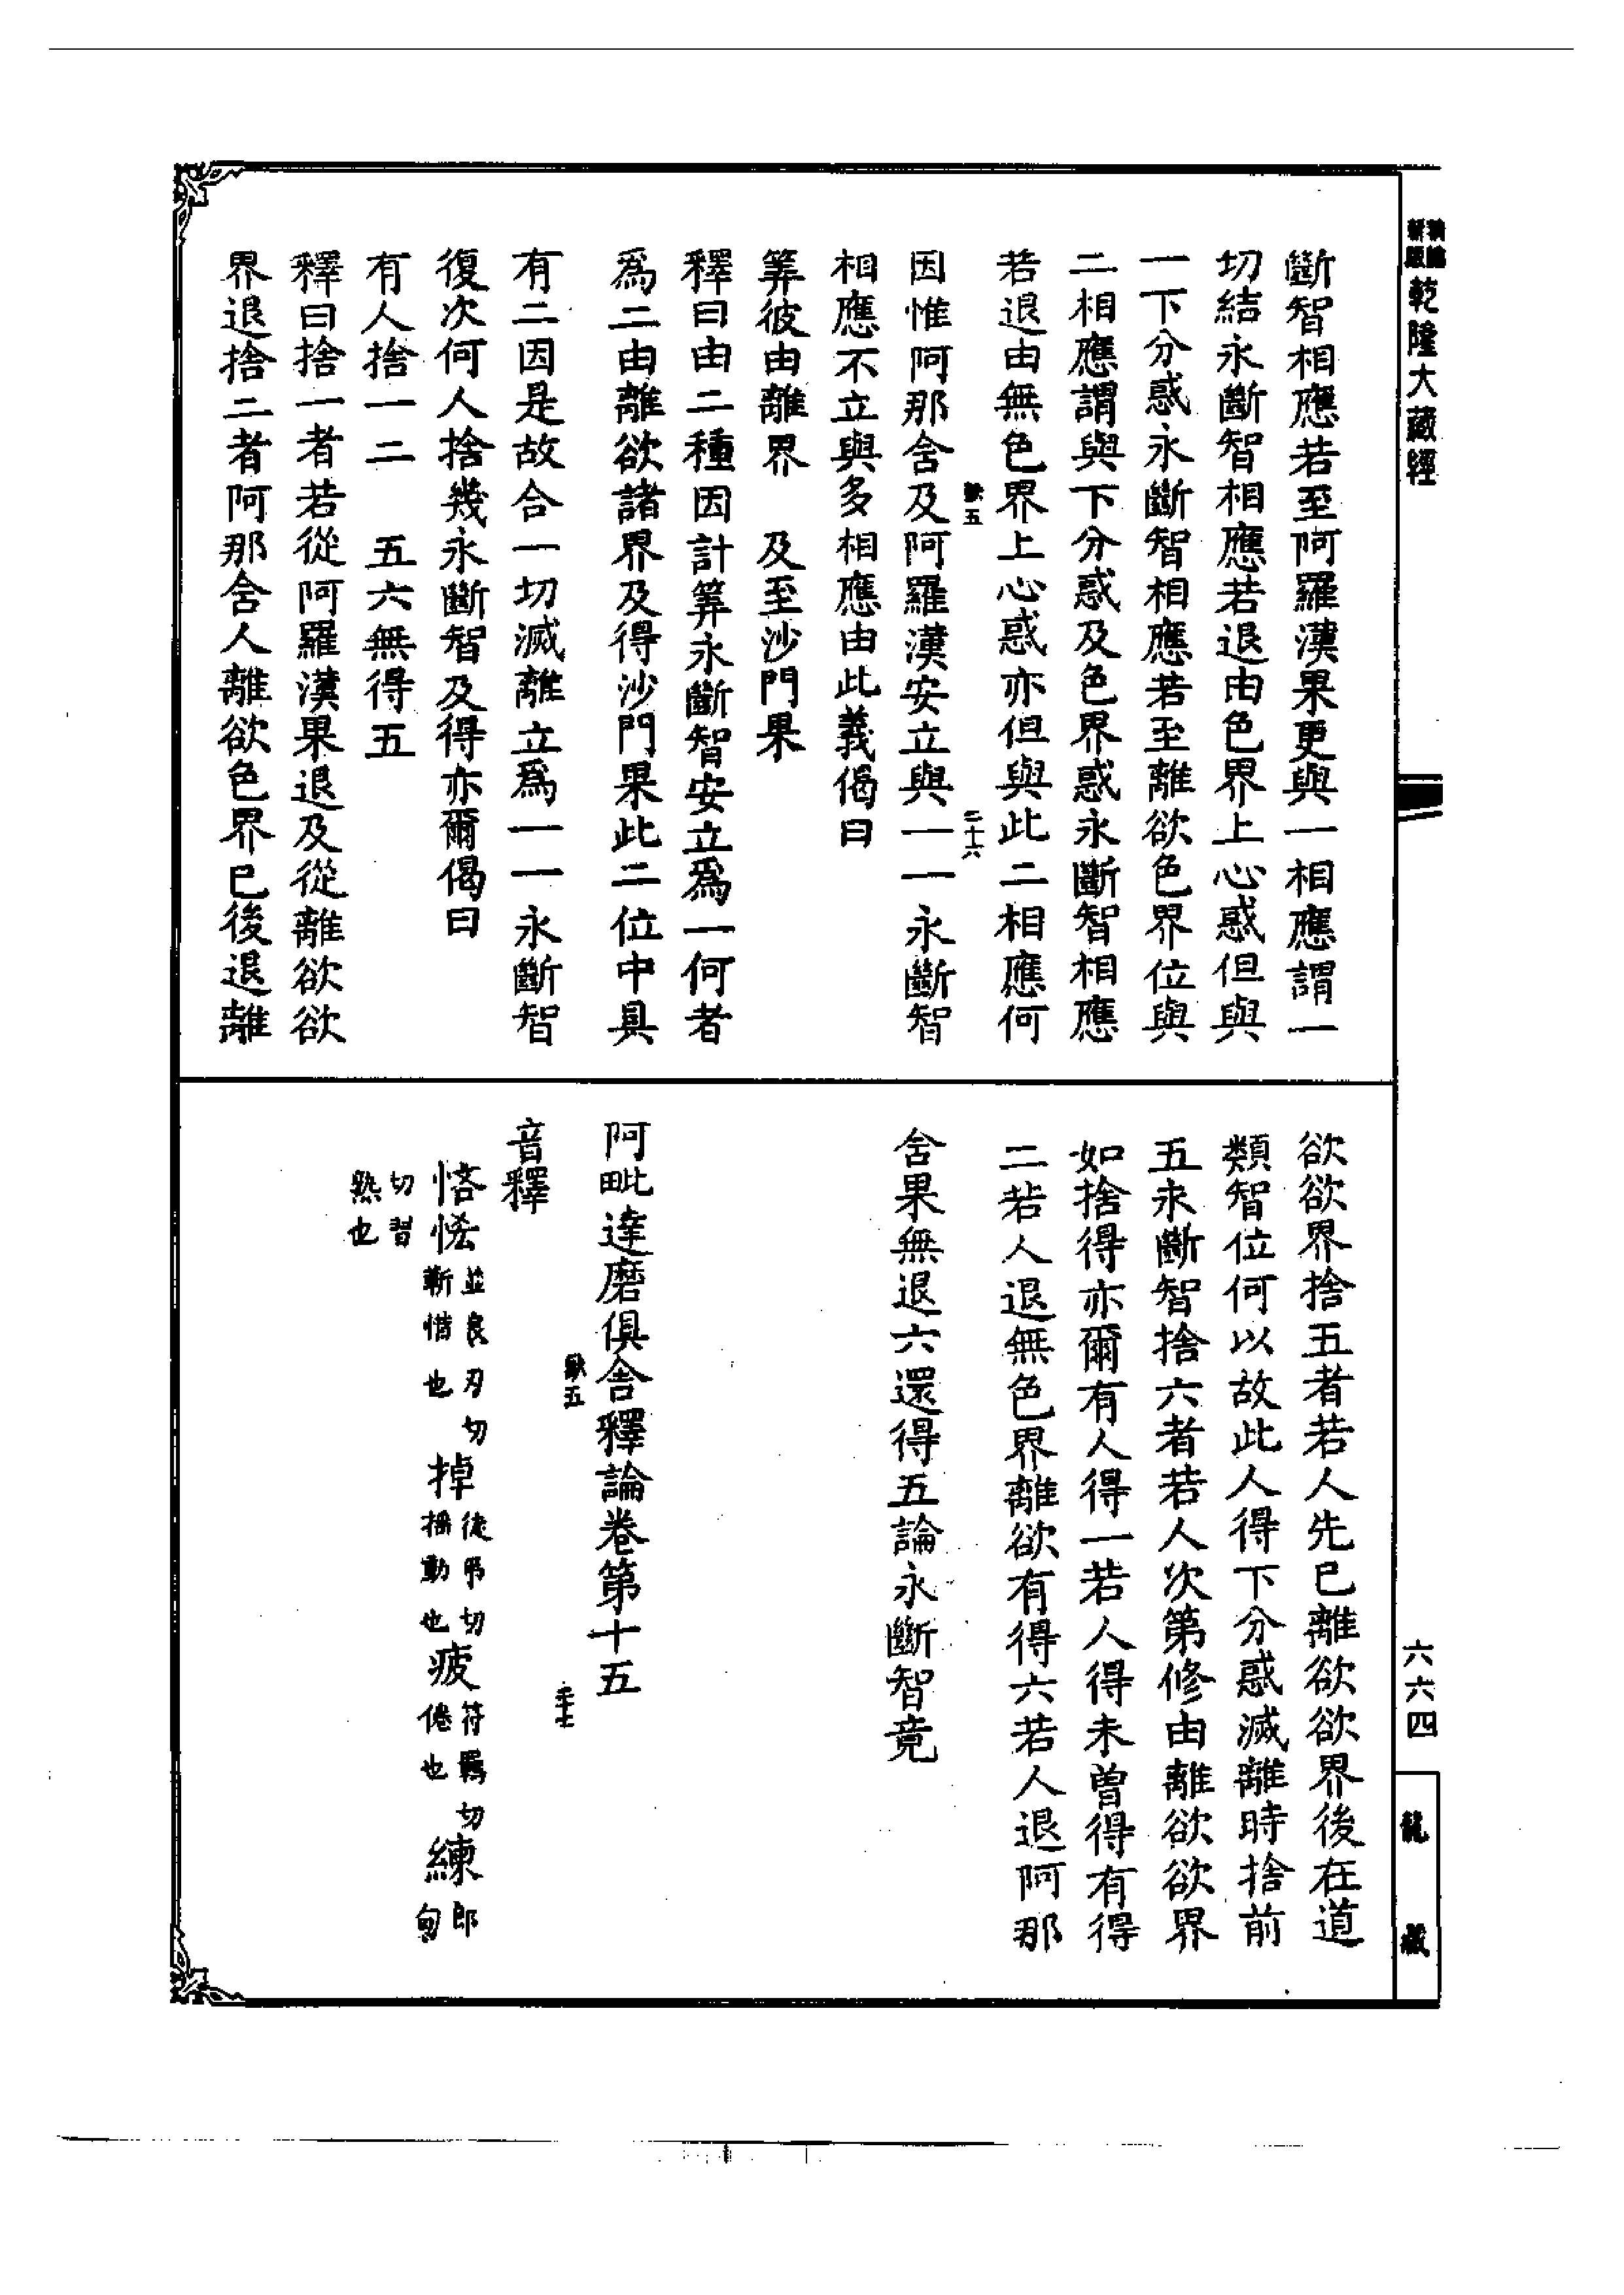 乾隆大藏經
斷智相應若至阿羅漢果更與一相應謂一
切結永斷智相應若退由色界上心惑但與
一下分惑永斷智相應若至離欲色界位與
二相應謂與下分惑及色界惑永斷智相應
若退由無色界上心惑亦但與此二相應何
五
二十六
因惟阿那含及阿羅漢安立與一一永斷智
相應不立與多相應由此義偈曰
筭彼由離界　及至沙門果
釋曰由二種因計筭永斷智安立爲一何者
爲二由離欲諸界及得沙門果此二位中具
有二因是故合一切滅離立爲一一永斷智
復次何人捨幾永斷智及得亦爾偈曰
有人捨一二　五六無得五
釋曰捨一者若從阿羅漢果退及從離欲欲
界退捨二者阿那含人離欲色界已後退離
欲欲界捨五者若人先已離欲欲界後在道
類智位何以故此人得下分惑滅離時捨前
五永斷智捨六者若人次第修由離欲欲界
如捨得亦爾有人得一若人得未曾得有得
二若人退無色界離欲有得六若人退阿那
含果無退六還得五論永斷智竟
阿毗達磨俱舍釋論卷第十五
五
音釋
悋恡並良刃切靳惜也掉徒弔切搖動也疲符羈切倦也練郎甸
切習熟也
六六四
龍藏